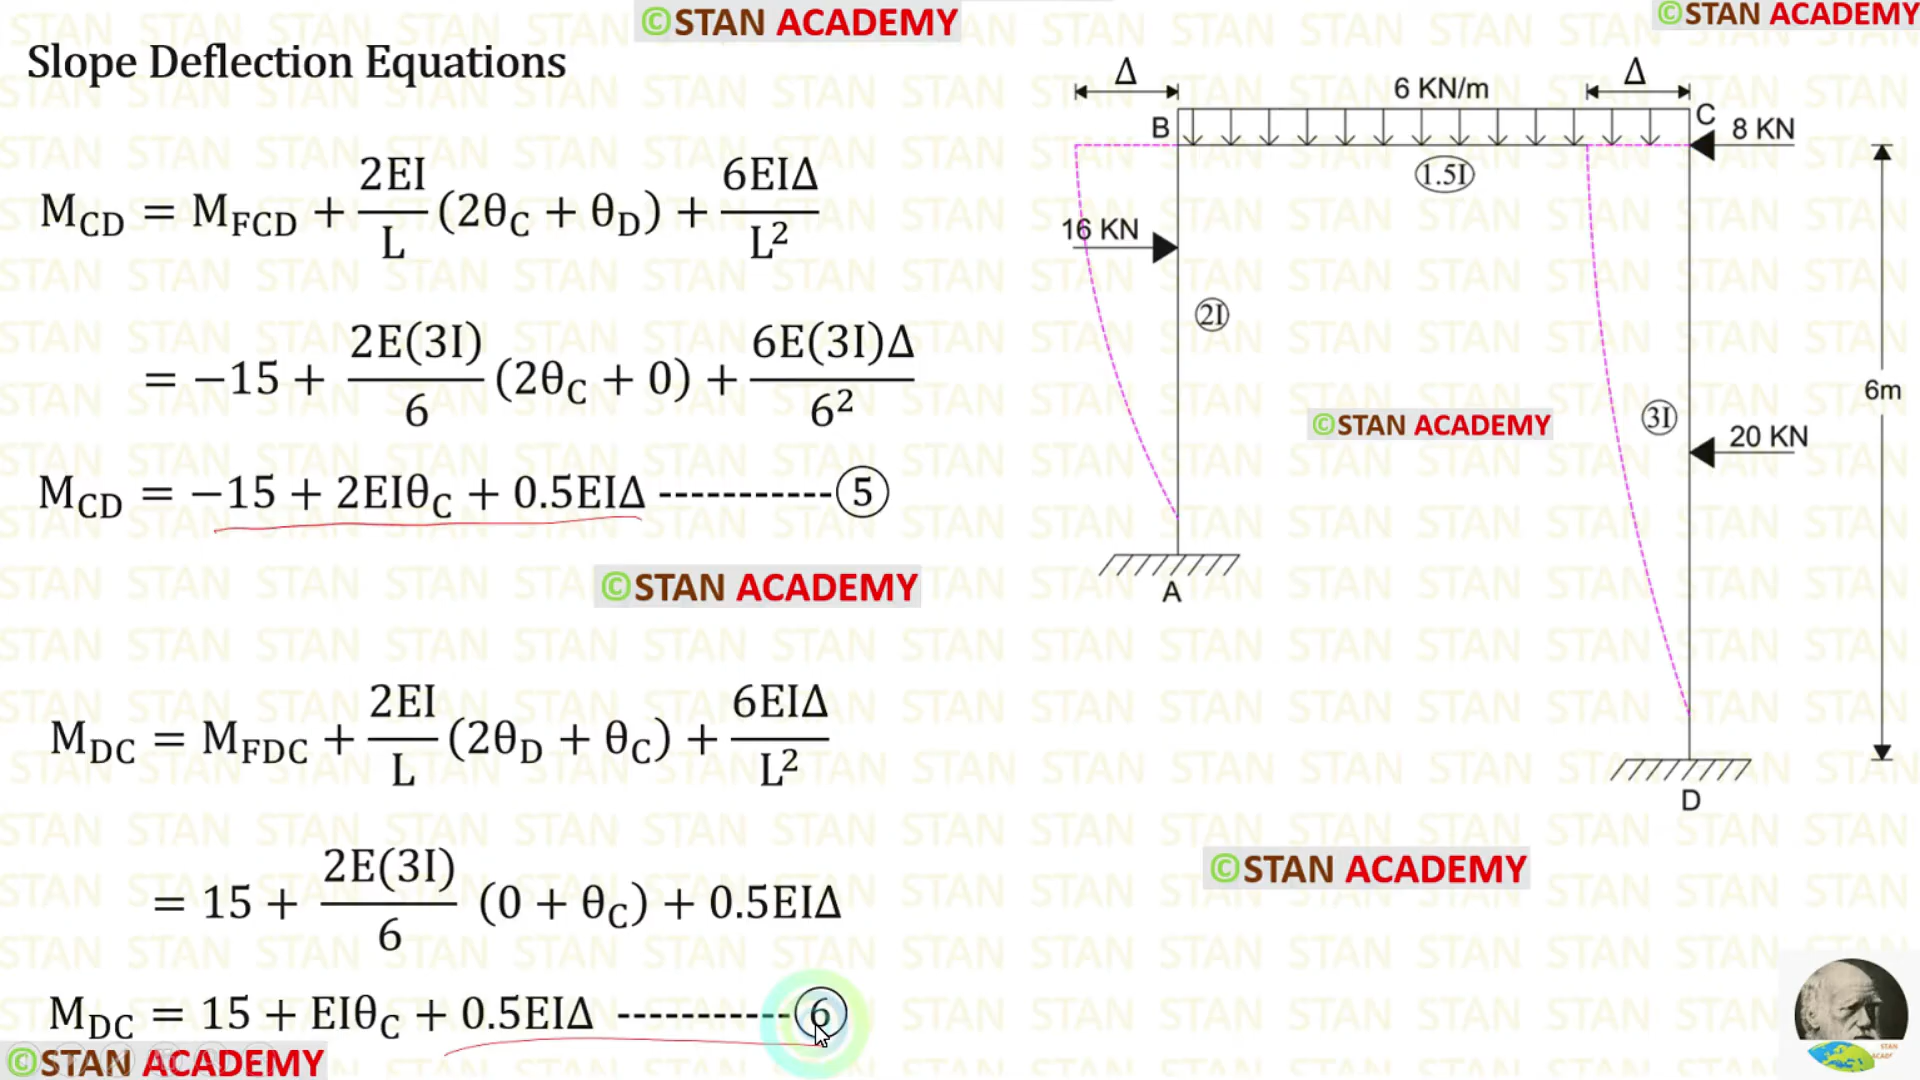 ©STAN ACADEMY
©STAN ACADEMY
Slope Deflection Equations
M_CD = M_FCD + 2EI/L (2θ_C + θ_D) + 6EIΔ/L²
= −15 + 2E(3I)/6 (2θ_C + 0) + 6E(3I)Δ/6²
M_CD = −15 + 2EIθ_C + 0.5EIΔ -----------⑤
©STAN ACADEMY
M_DC = M_FDC + 2EI/L (2θ_D + θ_C) + 6EIΔ/L²
= 15 + 2E(3I)/6 (0 + θ_C) + 0.5EIΔ
M_DC = 15 + EIθ_C + 0.5EIΔ -----------⑥
©STAN ACADEMY
Δ
Δ
6 KN/m
B
C
8 KN
1.5I
16 KN
2I
6m
3I
©STAN ACADEMY
20 KN
A
D
©STAN ACADEMY
STAN